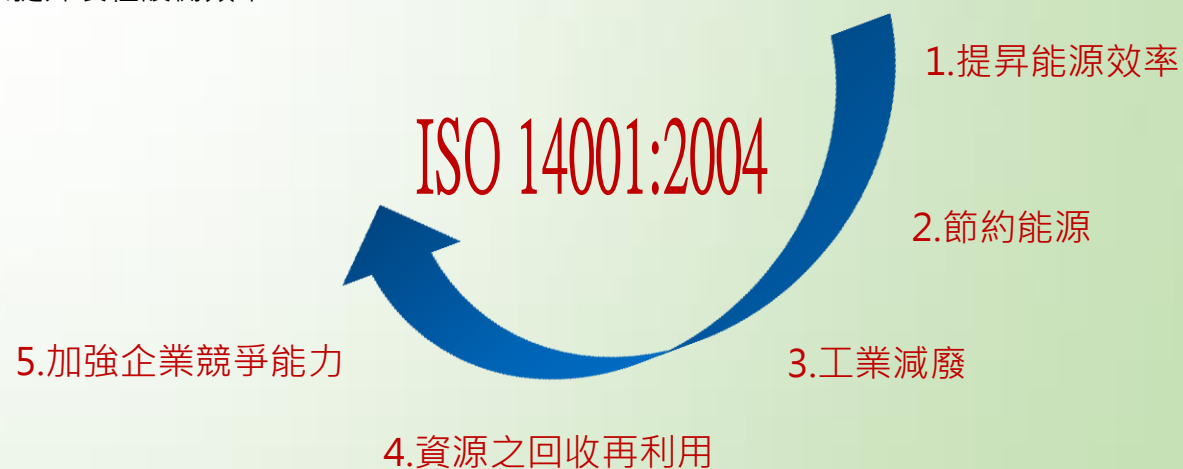 1.提昇能源效率
ISO 14001:2004
2.節約能源
3.工業減廢
5.加強企業競爭能力
4.資源之回收再利用